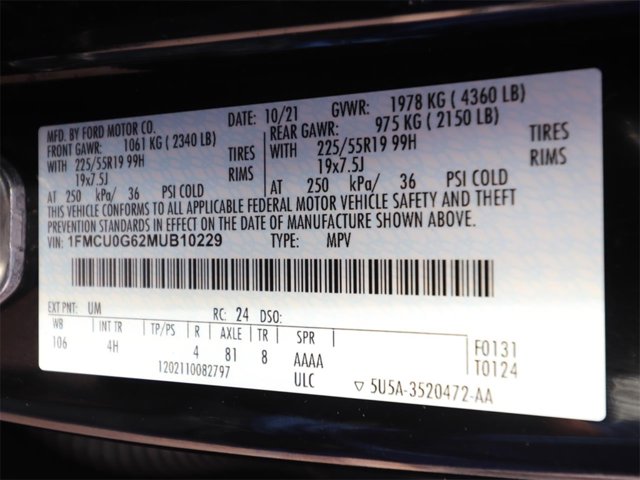 MFD. BY FORD MOTOR CO. DATE: 10/21 GVWR: 1978 KG ( 4360 LB)
FRONT GAWR: 1061 KG ( 2340 LB) REAR GAWR: 975 KG ( 2150 LB)
WITH 225/55R19 99H TIRES WITH 225/55R19 99H TIRES
19x7.5J RIMS 19x7.5J RIMS
AT 250 kPa/ 36 PSI COLD AT 250 kPa/ 36 PSI COLD
THIS VEHICLE CONFORMS TO ALL APPLICABLE FEDERAL MOTOR VEHICLE SAFETY AND THEFT
PREVENTION STANDARDS IN EFFECT ON THE DATE OF MANUFACTURE SHOWN ABOVE.
VIN: 1FMCU0G62MUB10229 TYPE: MPV
EXT PNT: UM RC: 24 DSO:
WB INT TR TP/PS R AXLE TR SPR
106 4H 4 81 8 AAAA F0131
1202110082797 ULC T0124
▽ 5U5A-3520472-AA